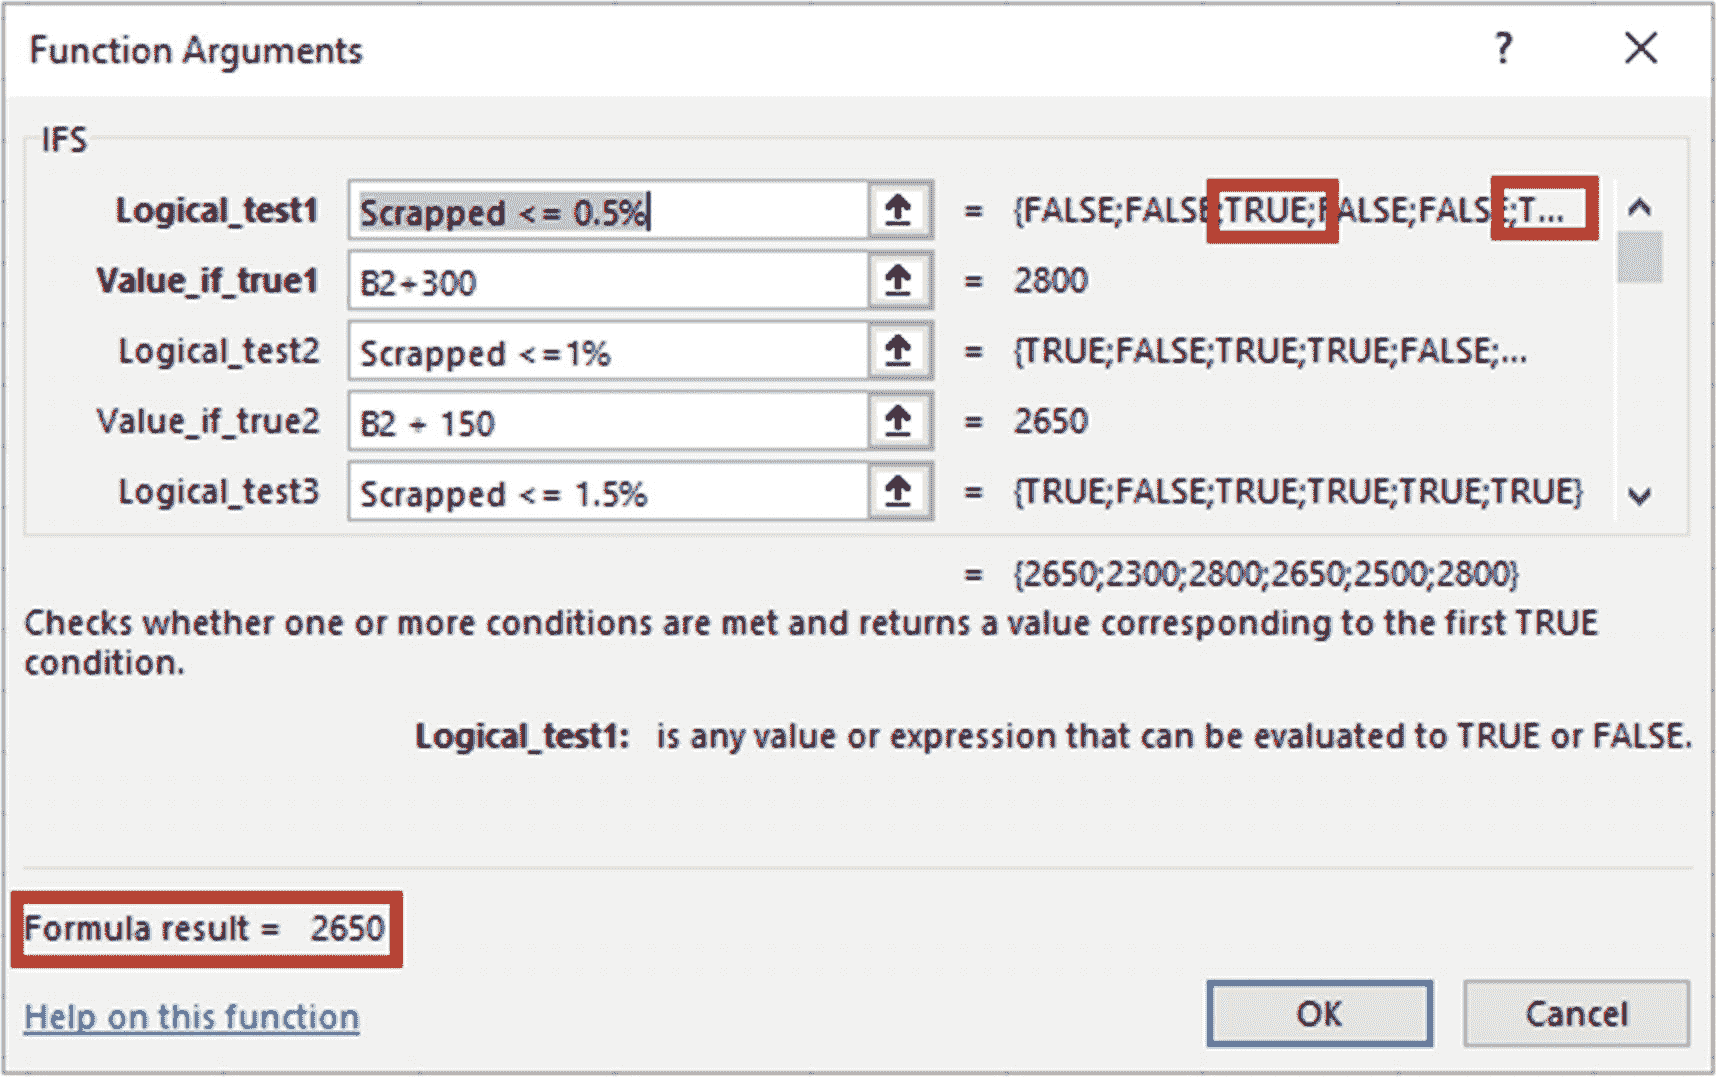 Function Arguments ? ×
IFS
Logical_test1 Scrapped <= 0.5% = {FALSE;FALSE;TRUE;FALSE;FALSE;T...
Value_if_true1 B2+300 = 2800
Logical_test2 Scrapped <=1% = {TRUE;FALSE;TRUE;TRUE;FALSE;...
Value_if_true2 B2 + 150 = 2650
Logical_test3 Scrapped <= 1.5% = {TRUE;FALSE;TRUE;TRUE;TRUE;TRUE}
= {2650;2300;2800;2650;2500;2800}
Checks whether one or more conditions are met and returns a value corresponding to the first TRUE
condition.
Logical_test1: is any value or expression that can be evaluated to TRUE or FALSE.
Formula result = 2650
Help on this function
OK Cancel